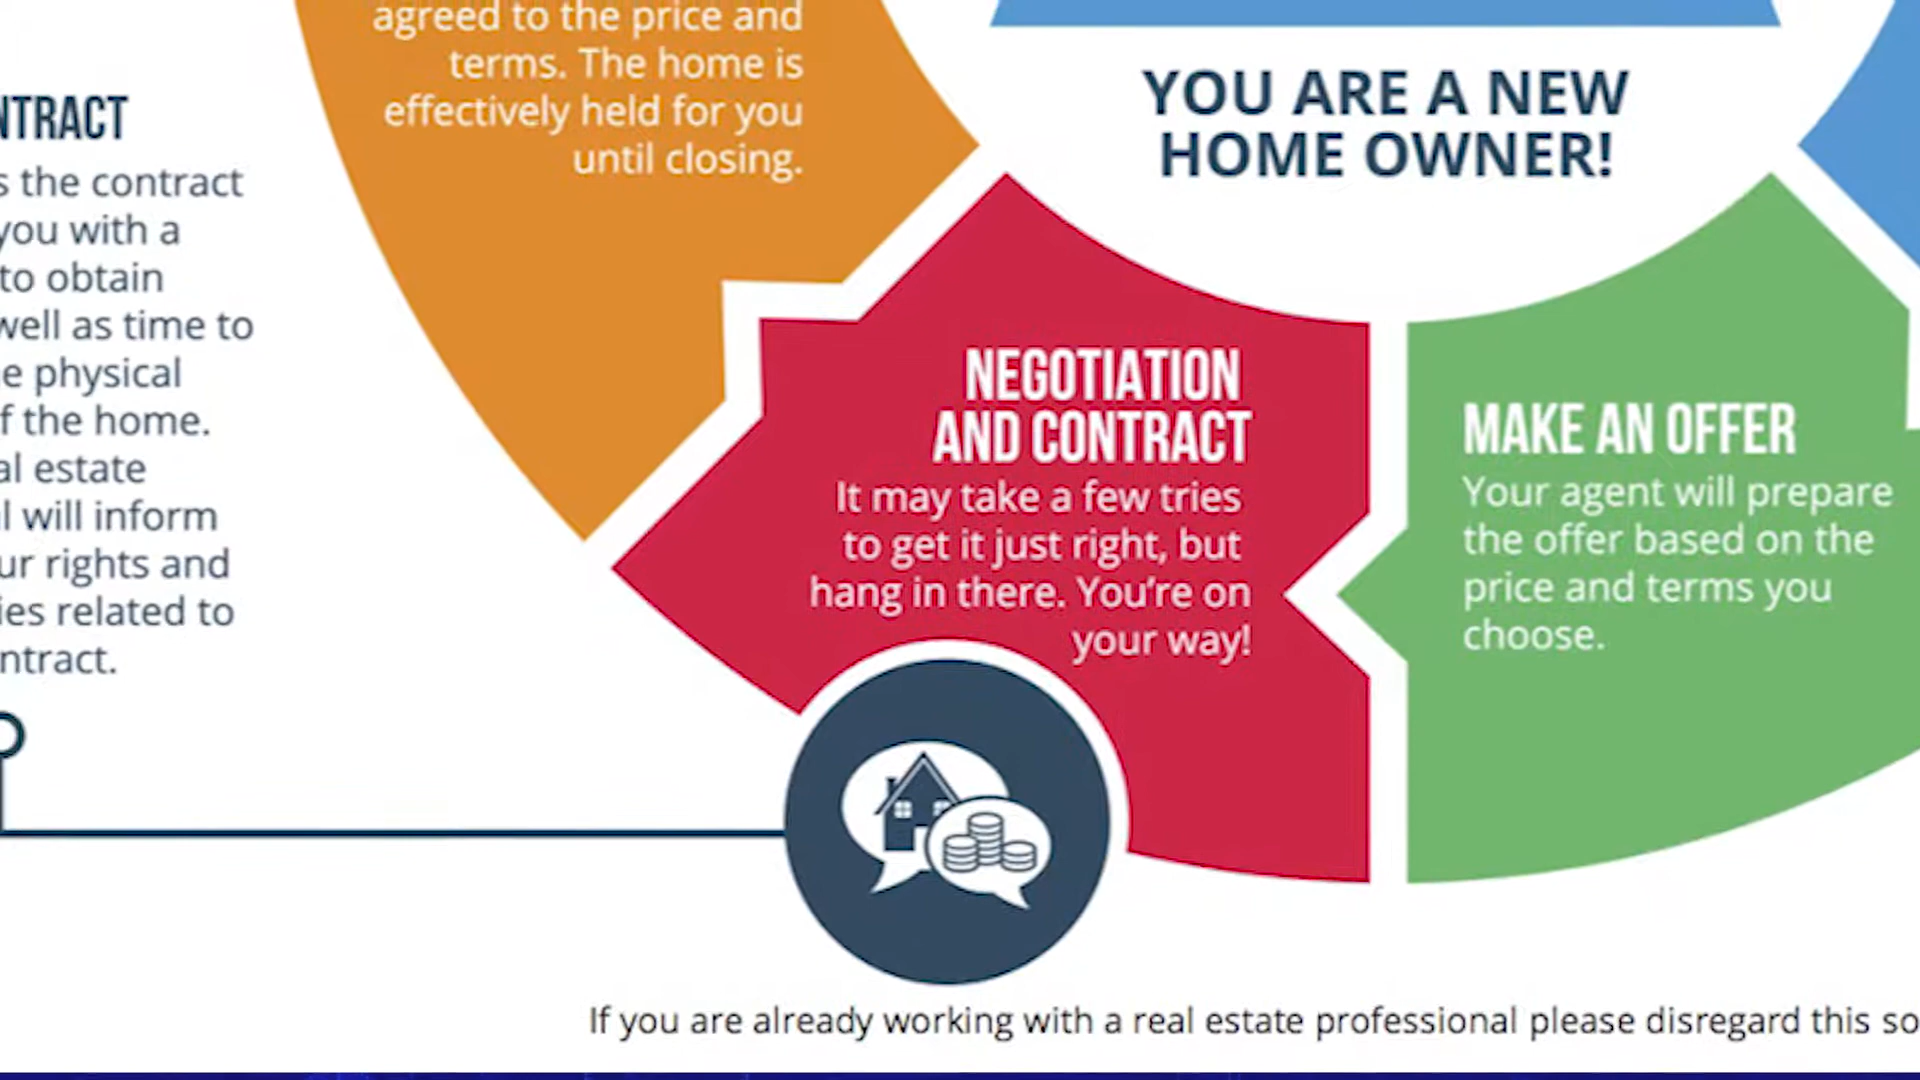 NTRACT
s the contract
you with a
to obtain
well as time to
e physical
f the home.
al estate
l will inform
ur rights and
ies related to
ntract.
agreed to the price and
terms. The home is
effectively held for you
until closing.
YOU ARE A NEW
HOME OWNER!
NEGOTIATION
AND CONTRACT
It may take a few tries
to get it just right, but
hang in there. You're on
your way!
MAKE AN OFFER
Your agent will prepare
the offer based on the
price and terms you
choose.
If you are already working with a real estate professional please disregard this so